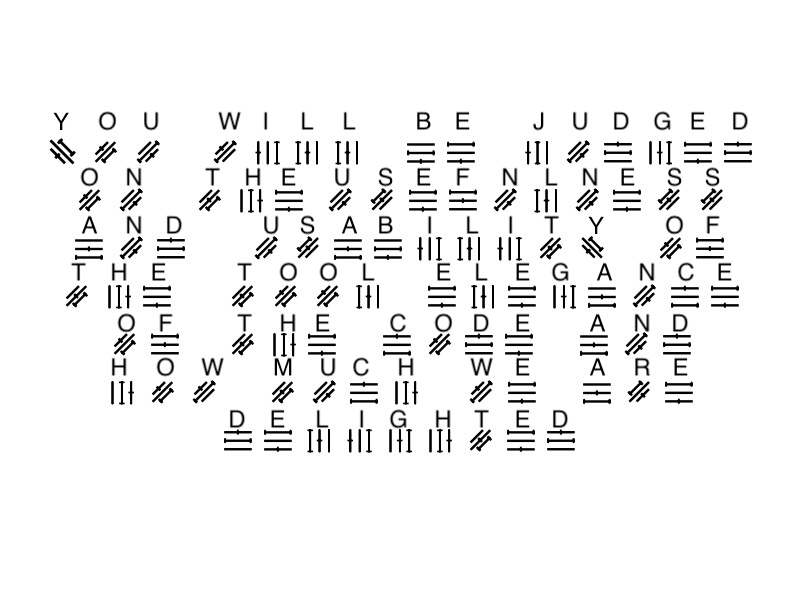 YOU WILL BE JUDGED
ON THE USEFNLNESS
AND USABILITY OF
THE TOOL ELEGANCE
OF THE CODE AND
HOW MUCH WE ARE
DELIGHTED